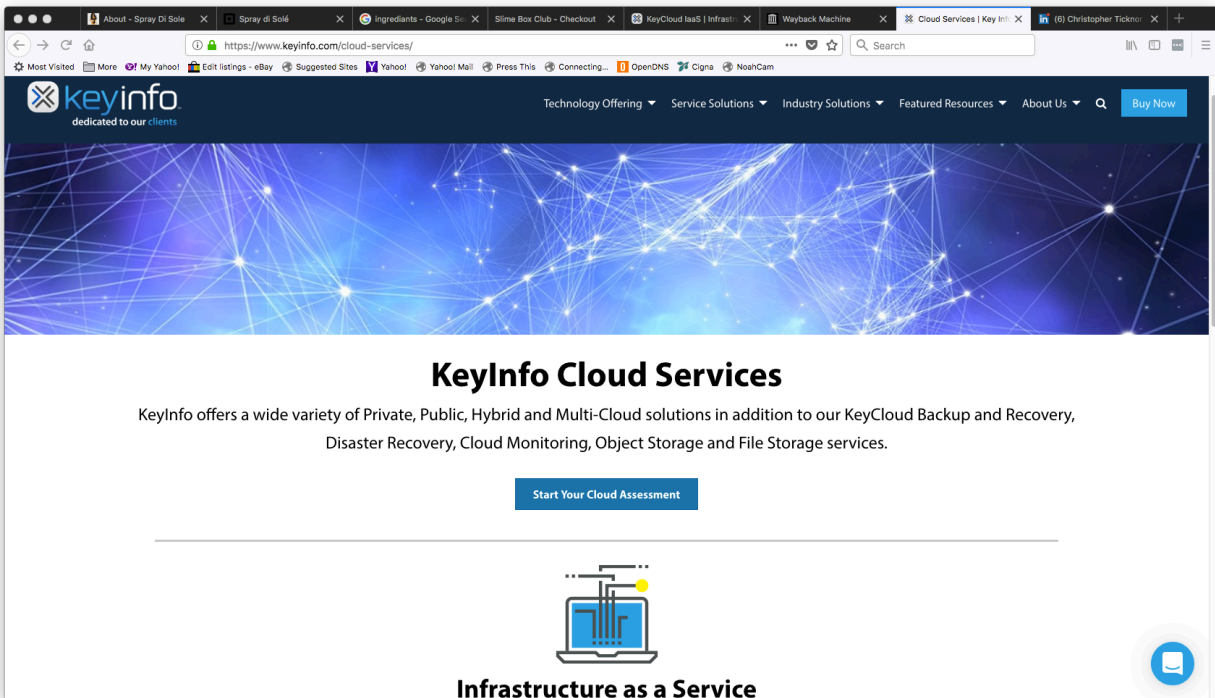 About - Spray Di Sole
Spray di Solé
ingrediants - Google Se
Slime Box Club - Checkout
KeyCloud IaaS | Infrastru
Wayback Machine
Cloud Services | Key Inf
(6) Christopher Ticknor
https://www.keyinfo.com/cloud-services/
Search
Most Visited More My Yahoo! Edit listings - eBay Suggested Sites Yahoo! Yahoo! Mail Press This Connecting... OpenDNS Cigna NoahCam
keyinfo
dedicated to our clients
Technology Offering Service Solutions Industry Solutions Featured Resources About Us Buy Now
KeyInfo Cloud Services
KeyInfo offers a wide variety of Private, Public, Hybrid and Multi-Cloud solutions in addition to our KeyCloud Backup and Recovery,
Disaster Recovery, Cloud Monitoring, Object Storage and File Storage services.
Start Your Cloud Assessment
Infrastructure as a Service